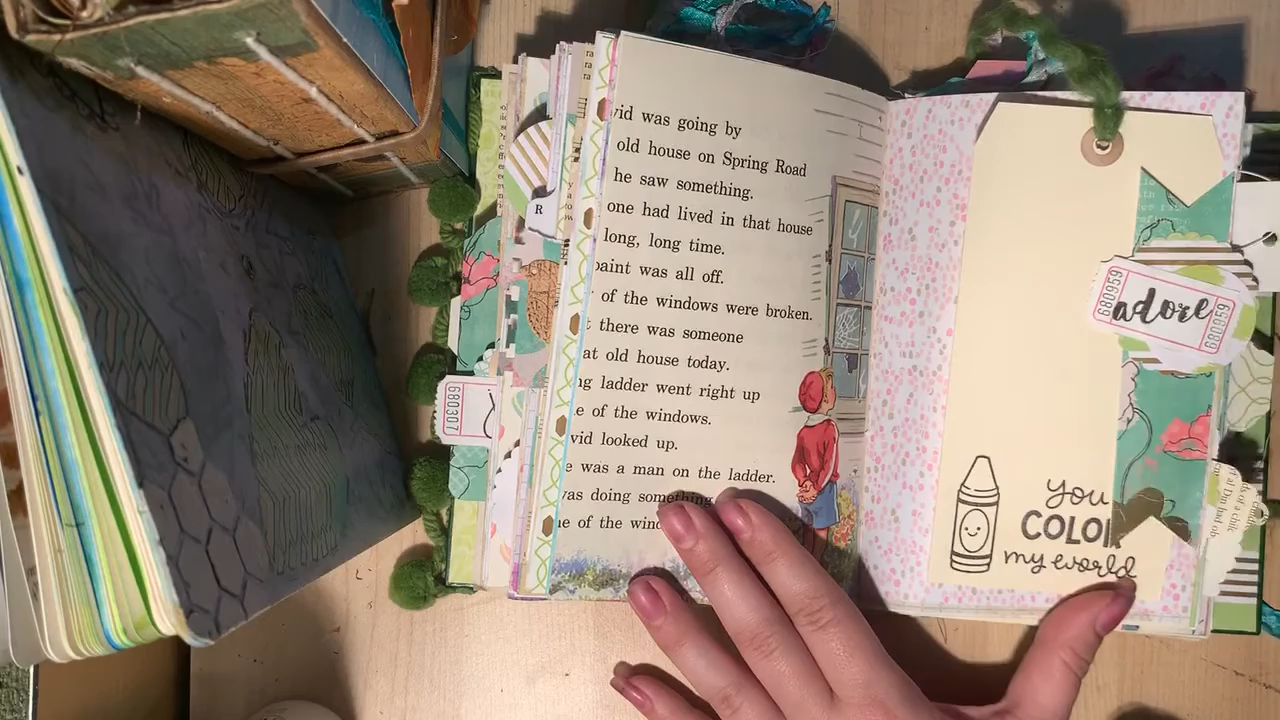 vid was going by
old house on Spring Road
he saw something.
one had lived in that house
long, long time.
paint was all off.
of the windows were broken.
t there was someone
at old house today.
ng ladder went right up
e of the windows.
vid looked up.
e was a man on the ladder.
was doing something
ne of the wind
R
680307
680959
adore
680959
You
COLOR
my world